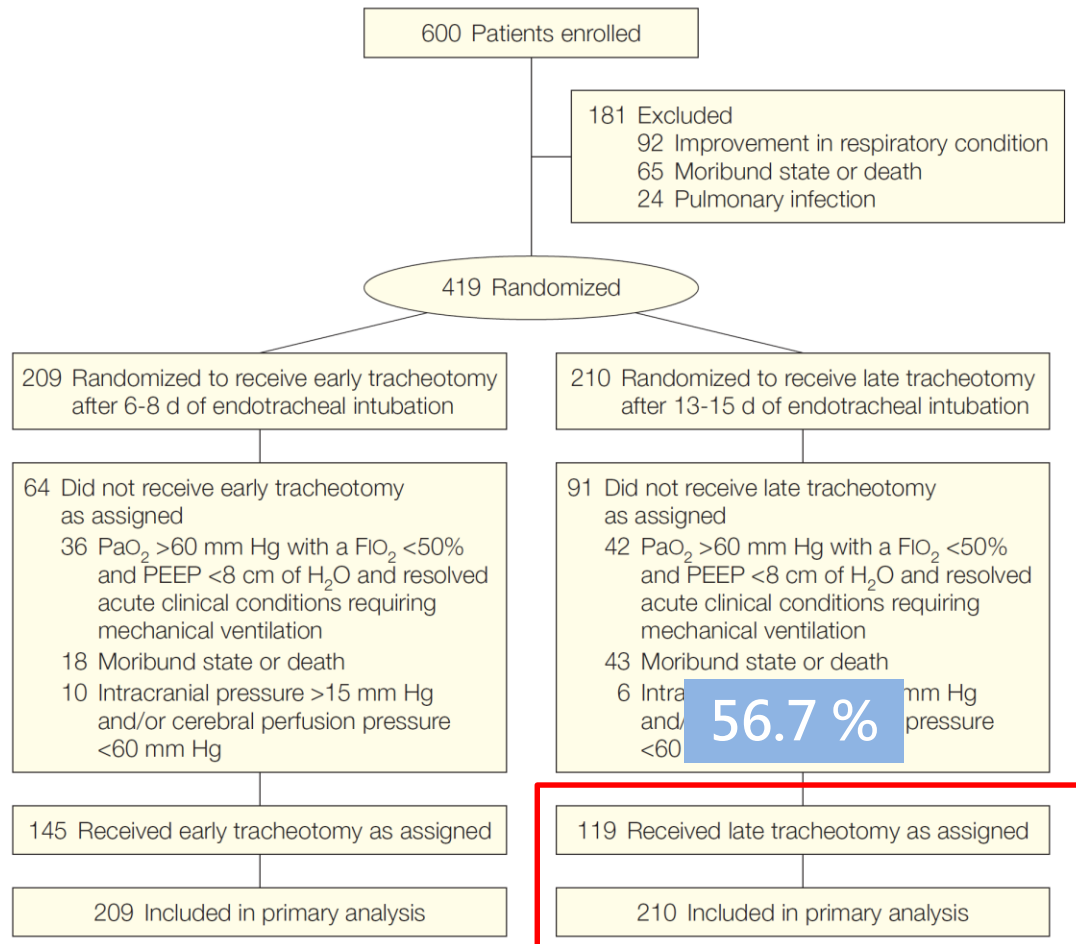 600 Patients enrolled
181 Excluded
92 Improvement in respiratory condition
65 Moribund state or death
24 Pulmonary infection
419 Randomized
209 Randomized to receive early tracheotomy
after 6-8 d of endotracheal intubation
210 Randomized to receive late tracheotomy
after 13-15 d of endotracheal intubation
64 Did not receive early tracheotomy
as assigned
36 PaO₂ >60 mm Hg with a FIO₂ <50%
and PEEP <8 cm of H₂O and resolved
acute clinical conditions requiring
mechanical ventilation
18 Moribund state or death
10 Intracranial pressure >15 mm Hg
and/or cerebral perfusion pressure
<60 mm Hg
91 Did not receive late tracheotomy
as assigned
42 PaO₂ >60 mm Hg with a FIO₂ <50%
and PEEP <8 cm of H₂O and resolved
acute clinical conditions requiring
mechanical ventilation
43 Moribund state or death
6 mm Hg
pressure
<60
56.7 %
145 Received early tracheotomy as assigned
119 Received late tracheotomy as assigned
209 Included in primary analysis
210 Included in primary analysis